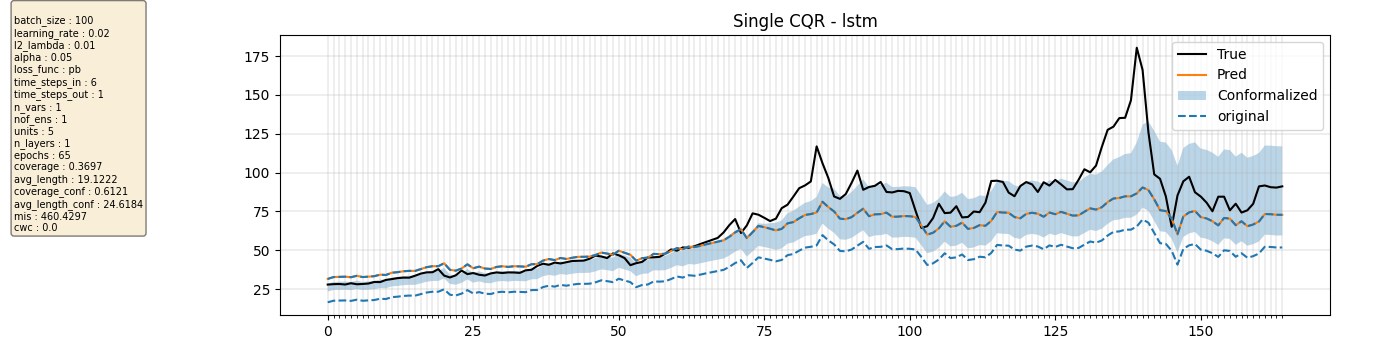 batch_size : 100
learning_rate : 0.02
l2_lambda : 0.01
alpha : 0.05
loss_func : pb
time_steps_in : 6
time_steps_out : 1
n_vars : 1
nof_ens : 1
units : 5
n_layers : 1
epochs : 65
coverage : 0.3697
avg_length : 19.1222
coverage_conf : 0.6121
avg_length_conf : 24.6184
mis : 460.4297
cwc : 0.0
Single CQR - lstm
True
Pred
Conformalized
original
175
150
125
100
75
50
25
0 25 50 75 100 125 150